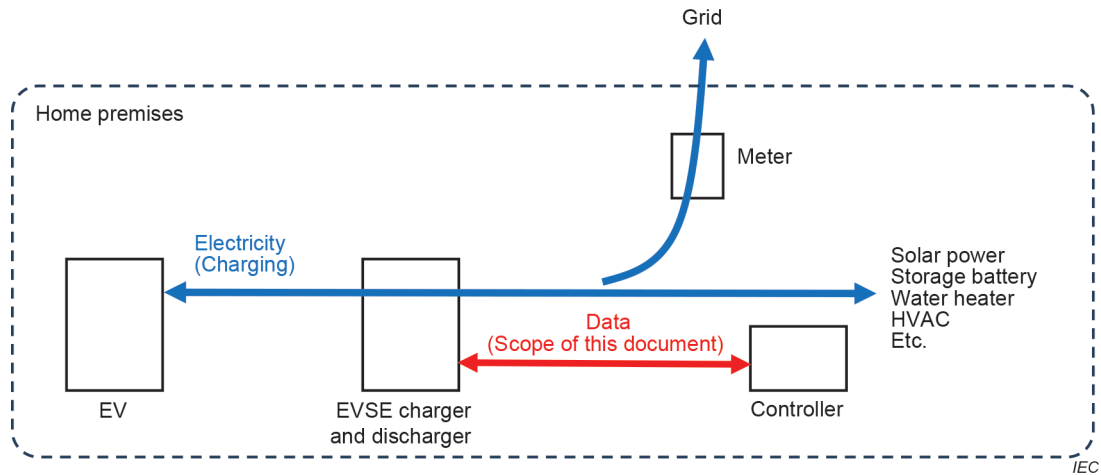 Grid
Home premises
Meter
Electricity
(Charging)
Solar power
Storage battery
Water heater
HVAC
Etc.
Data
(Scope of this document)
EV
EVSE charger
and discharger
Controller
IEC